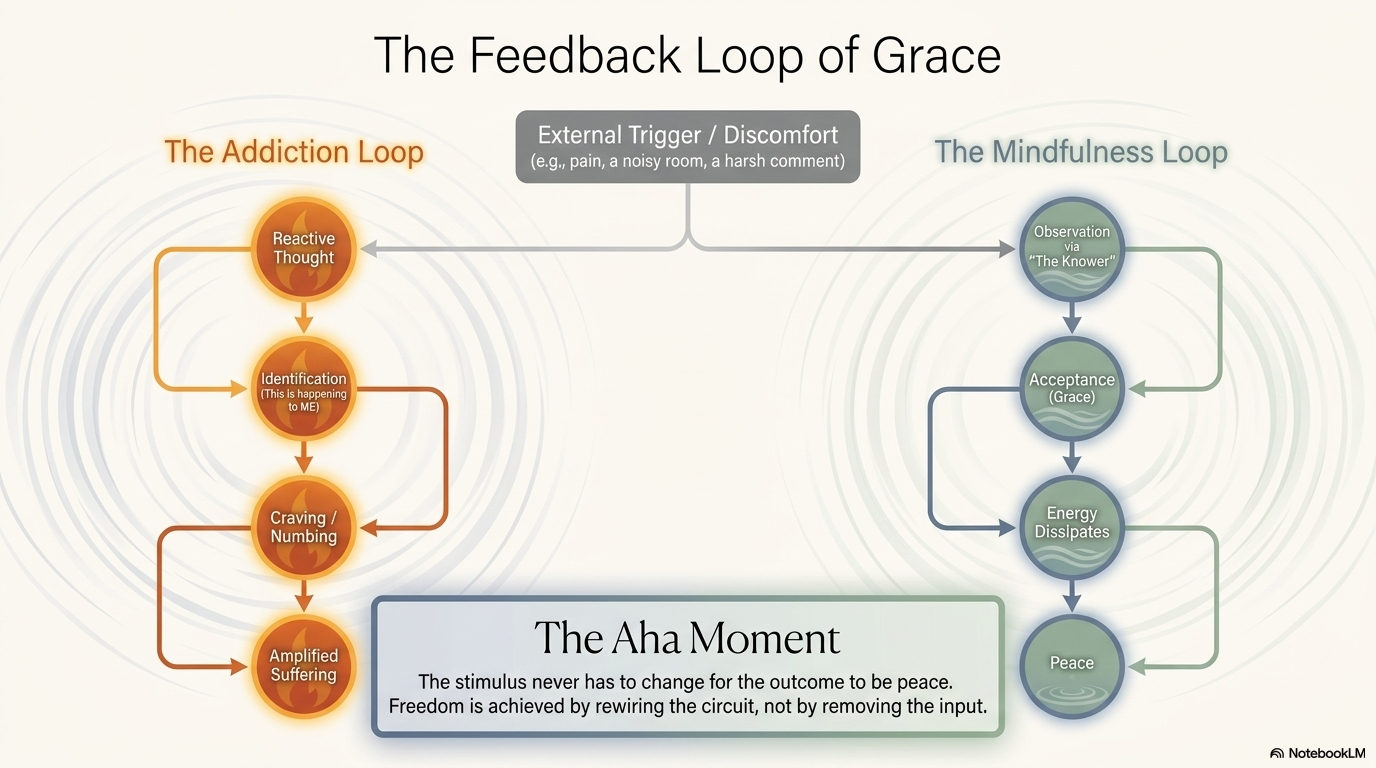 The Feedback Loop of Grace
External Trigger / Discomfort
(e.g., pain, a noisy room, a harsh comment)
The Addiction Loop
Reactive
Thought
Identification
(This is happening
to ME)
Craving /
Numbing
Amplified
Suffering
The Mindfulness Loop
Observation
via
“The Knower”
Acceptance
(Grace)
Energy
Dissipates
Peace
The Aha Moment
The stimulus never has to change for the outcome to be peace.
Freedom is achieved by rewiring the circuit, not by removing the input.
NotebookLM